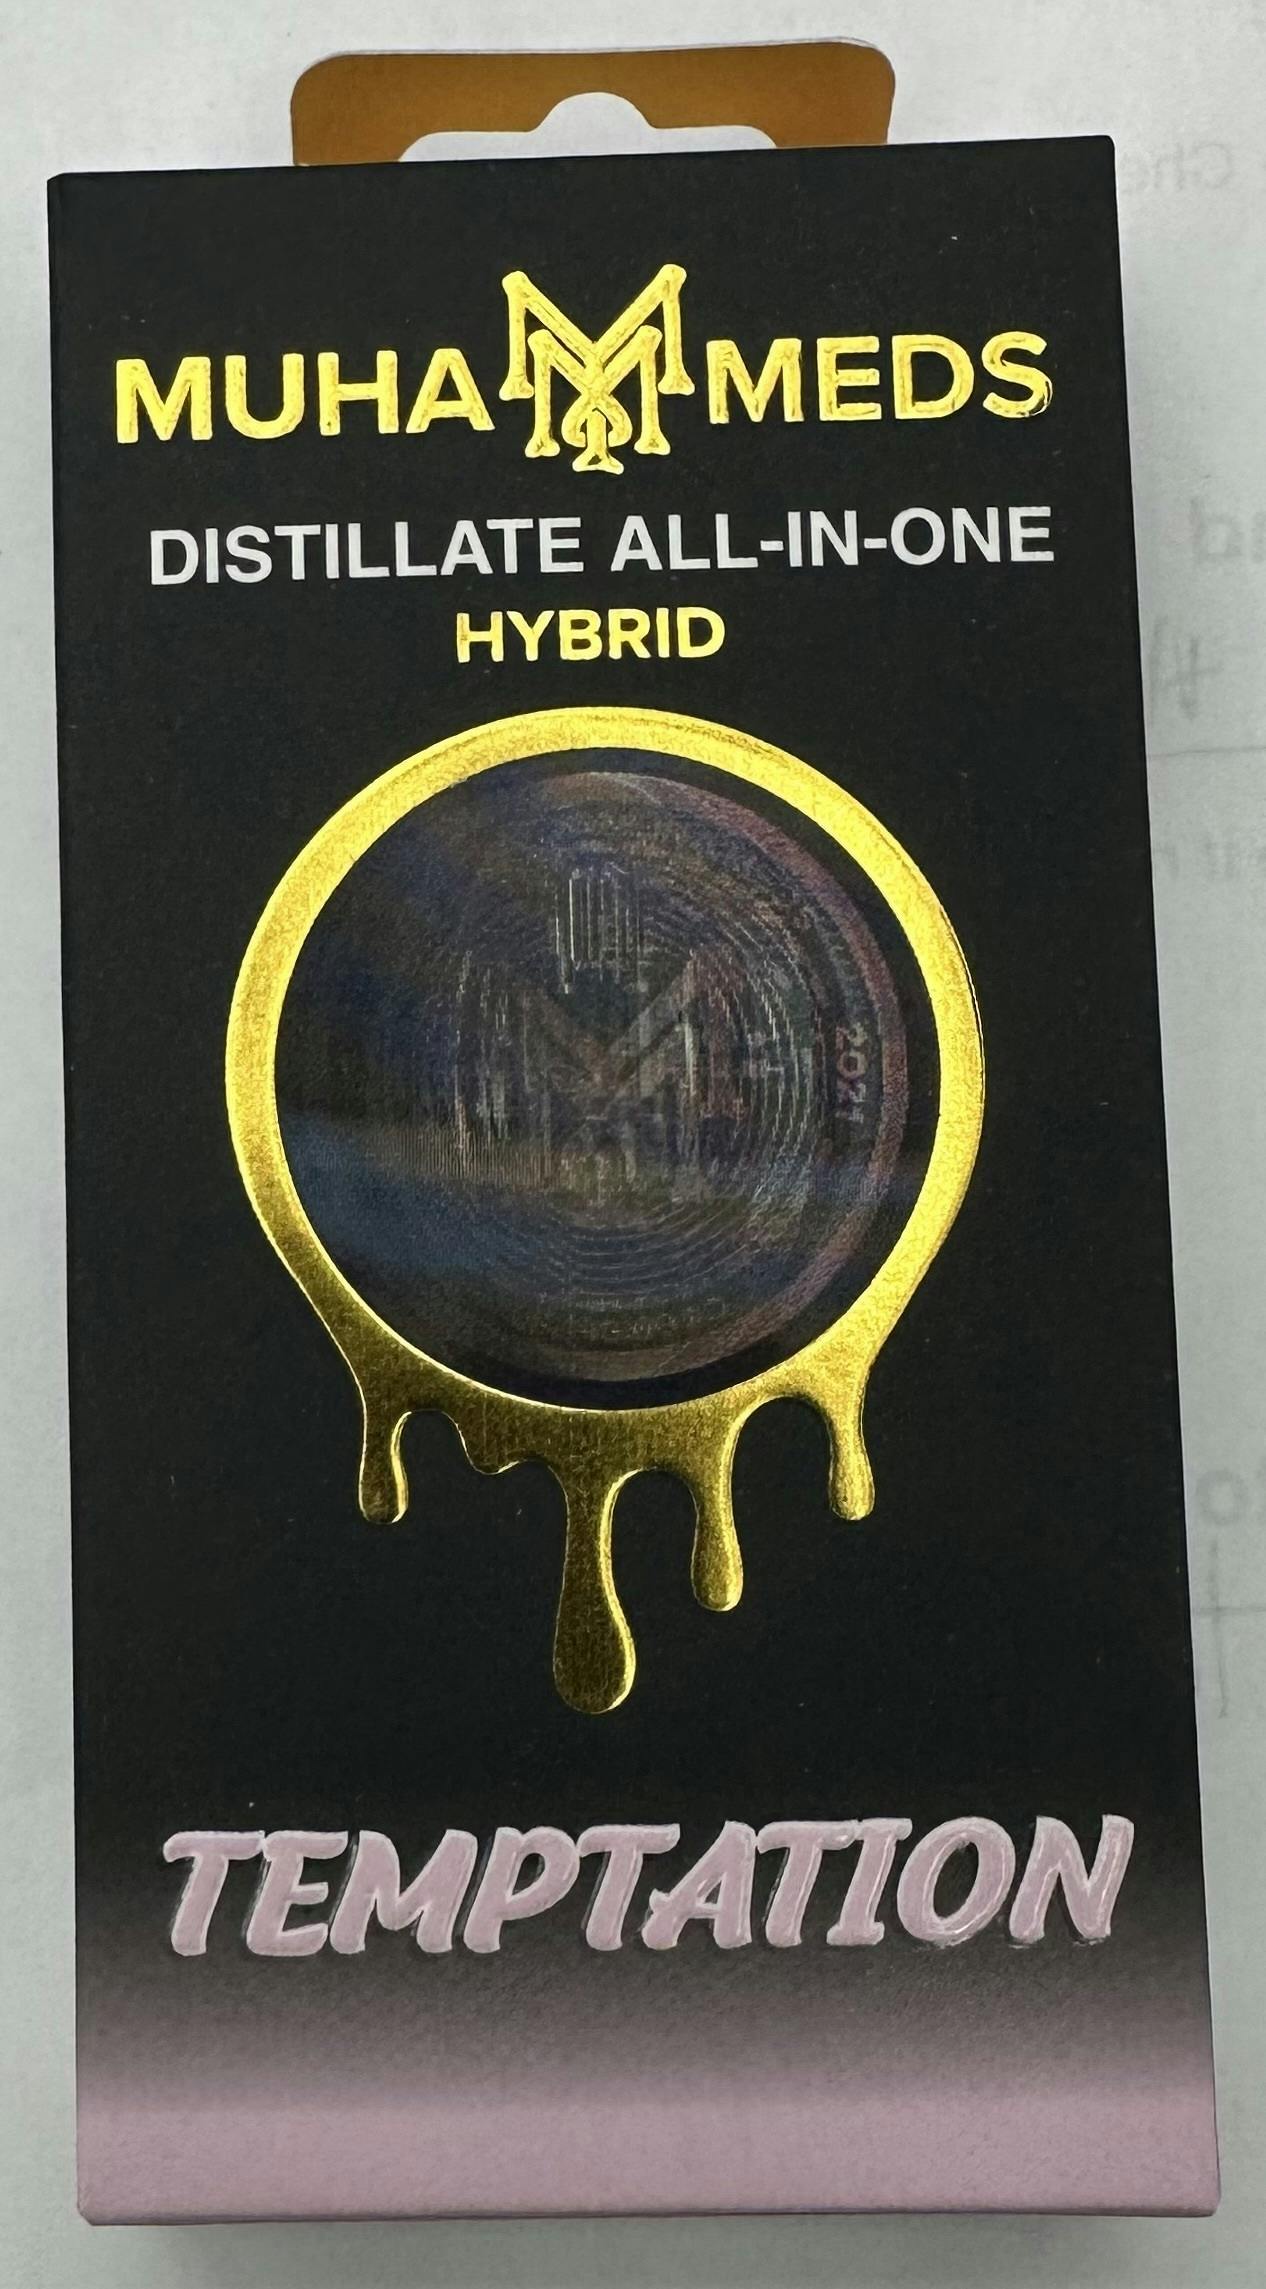 MUHA MEDS
DISTILLATE ALL-IN-ONE
HYBRID
2021
TEMPTATION